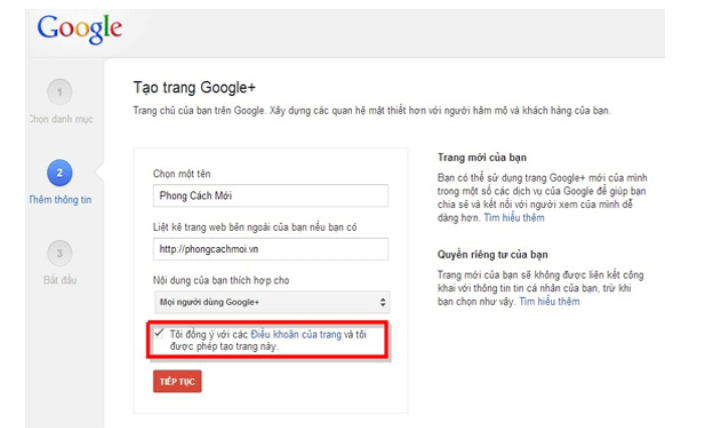 Google
Tạo trang Google+
Trang chủ của bạn trên Google. Xây dựng các quan hệ mật thiết hơn với người hâm mộ và khách hàng của bạn.
1
Chọn danh mục
2
Thêm thông tin
3
Bắt đầu
Chọn một tên
Phong Cách Mới
Liệt kê trang web bên ngoài của bạn nếu bạn có
http://phongcachmoi.vn
Nội dung của bạn thích hợp cho
Mọi người dùng Google+
Tôi đồng ý với các Điều khoản của trang và tôi
được phép tạo trang này.
TIẾP TỤC
Trang mới của bạn
Bạn có thể sử dụng trang Google+ mới của mình
trong một số các dịch vụ của Google để giúp bạn
chia sẻ và kết nối với người xem của mình dễ
dàng hơn. Tìm hiểu thêm
Quyền riêng tư của bạn
Trang mới của bạn sẽ không được liên kết công
khai với thông tin tin cá nhân của bạn, trừ khi
bạn chọn như vậy. Tìm hiểu thêm